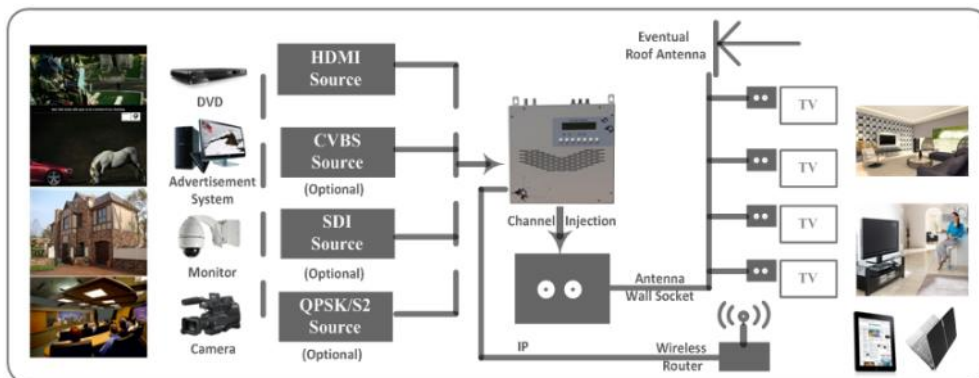 DVD
Advertisement
System
Monitor
Camera
HDMI
Source
CVBS
Source
(Optional)
SDI
Source
(Optional)
QPSK/S2
Source
(Optional)
Channel Injection
IP
Antenna
Wall Socket
Wireless
Router
Eventual
Roof Antenna
TV
TV
TV
TV